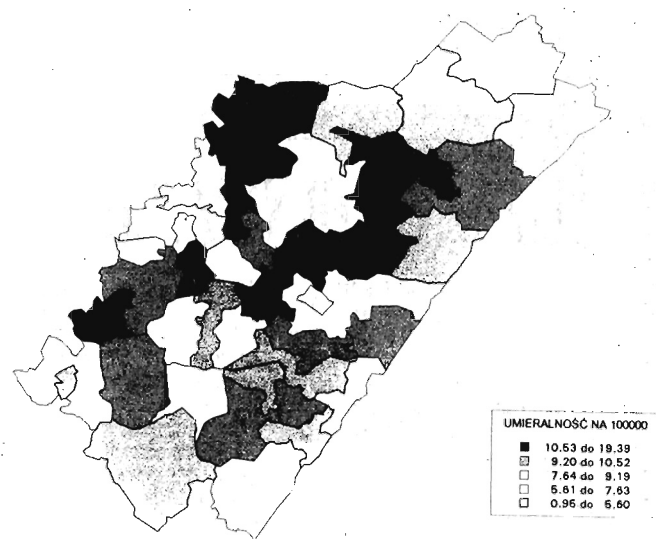 UMIERALNOŚĆ NA 100000
10.53 do 19.39
9.20 do 10.52
7.64 do 9.19
5.61 do 7.63
0.95 do 5.60